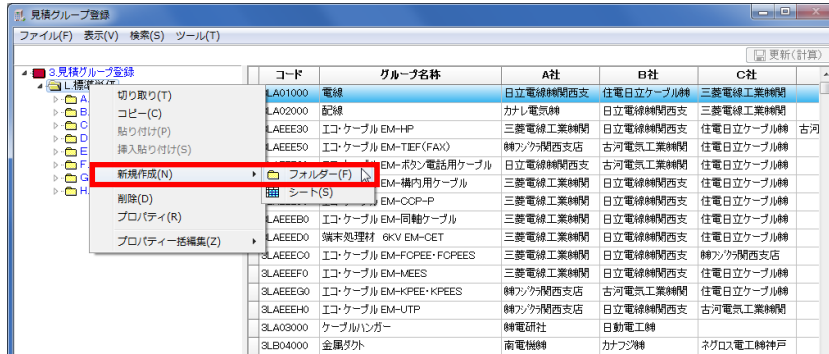 見積グループ登録
ファイル(F) 表示(V) 検索(S) ツール(T)
更新(計算)
3.見積グループ登録
L.標準単価
A
B
C
D
E
F
G
H
切り取り(T)
コピー(C)
貼り付け(P)
挿入貼り付け(S)
新規作成(N)
フォルダー(F)
シート(S)
削除(D)
プロパティ(R)
プロパティ一括編集(Z)
コード グループ名称 A社 B社 C社
3LA01000 電線 日立電線㈱関西支 住電日立ケーブル㈱ 三菱電線工業㈱関
3LA02000 配線 カナレ電気㈱ 日立電線㈱関西支 三菱電線工業㈱関
3LAEEE30 エコ・ケーブル EM-HP 三菱電線工業㈱関 日立電線㈱関西支 住電日立ケーブル㈱ 古河
3LAEEE50 エコ・ケーブル EM-TIEF(FAX) ㈱フジクラ関西支店 古河電気工業㈱関 住電日立ケーブル㈱
EM-ボタン電話用ケーブル 日立電線㈱関西支 古河電気工業㈱関 住電日立ケーブル㈱
EM-構内用ケーブル 三菱電線工業㈱関 日立電線㈱関西支 住電日立ケーブル㈱
EM-CCP-P 三菱電線工業㈱関 日立電線㈱関西支 住電日立ケーブル㈱
3LAEEEB0 エコ・ケーブル EM-同軸ケーブル 三菱電線工業㈱関 日立電線㈱関西支 住電日立ケーブル㈱
3LAEEED0 端末処理材 6KV EM-CET 三菱電線工業㈱関 日立電線㈱関西支 住電日立ケーブル㈱
3LAEEEC0 エコ・ケーブル EM-FCPEE・FCPEES 三菱電線工業㈱関 日立電線㈱関西支 ㈱フジクラ関西支店
3LAEEEF0 エコ・ケーブル EM-MEES 三菱電線工業㈱関 日立電線㈱関西支 住電日立ケーブル㈱
3LAEEEG0 エコ・ケーブル EM-KPEE・KPEES ㈱フジクラ関西支店 古河電気工業㈱関 住電日立ケーブル㈱
3LAEEEH0 エコ・ケーブル EM-UTP ㈱フジクラ関西支店 日立電線㈱関西支 古河電気工業㈱関
3LA03000 ケーブルハンガー ㈱電研社 日動電工㈱
3LB04000 金属ダクト 南電機㈱ カナフジ㈱ ネグロス電工㈱神戸